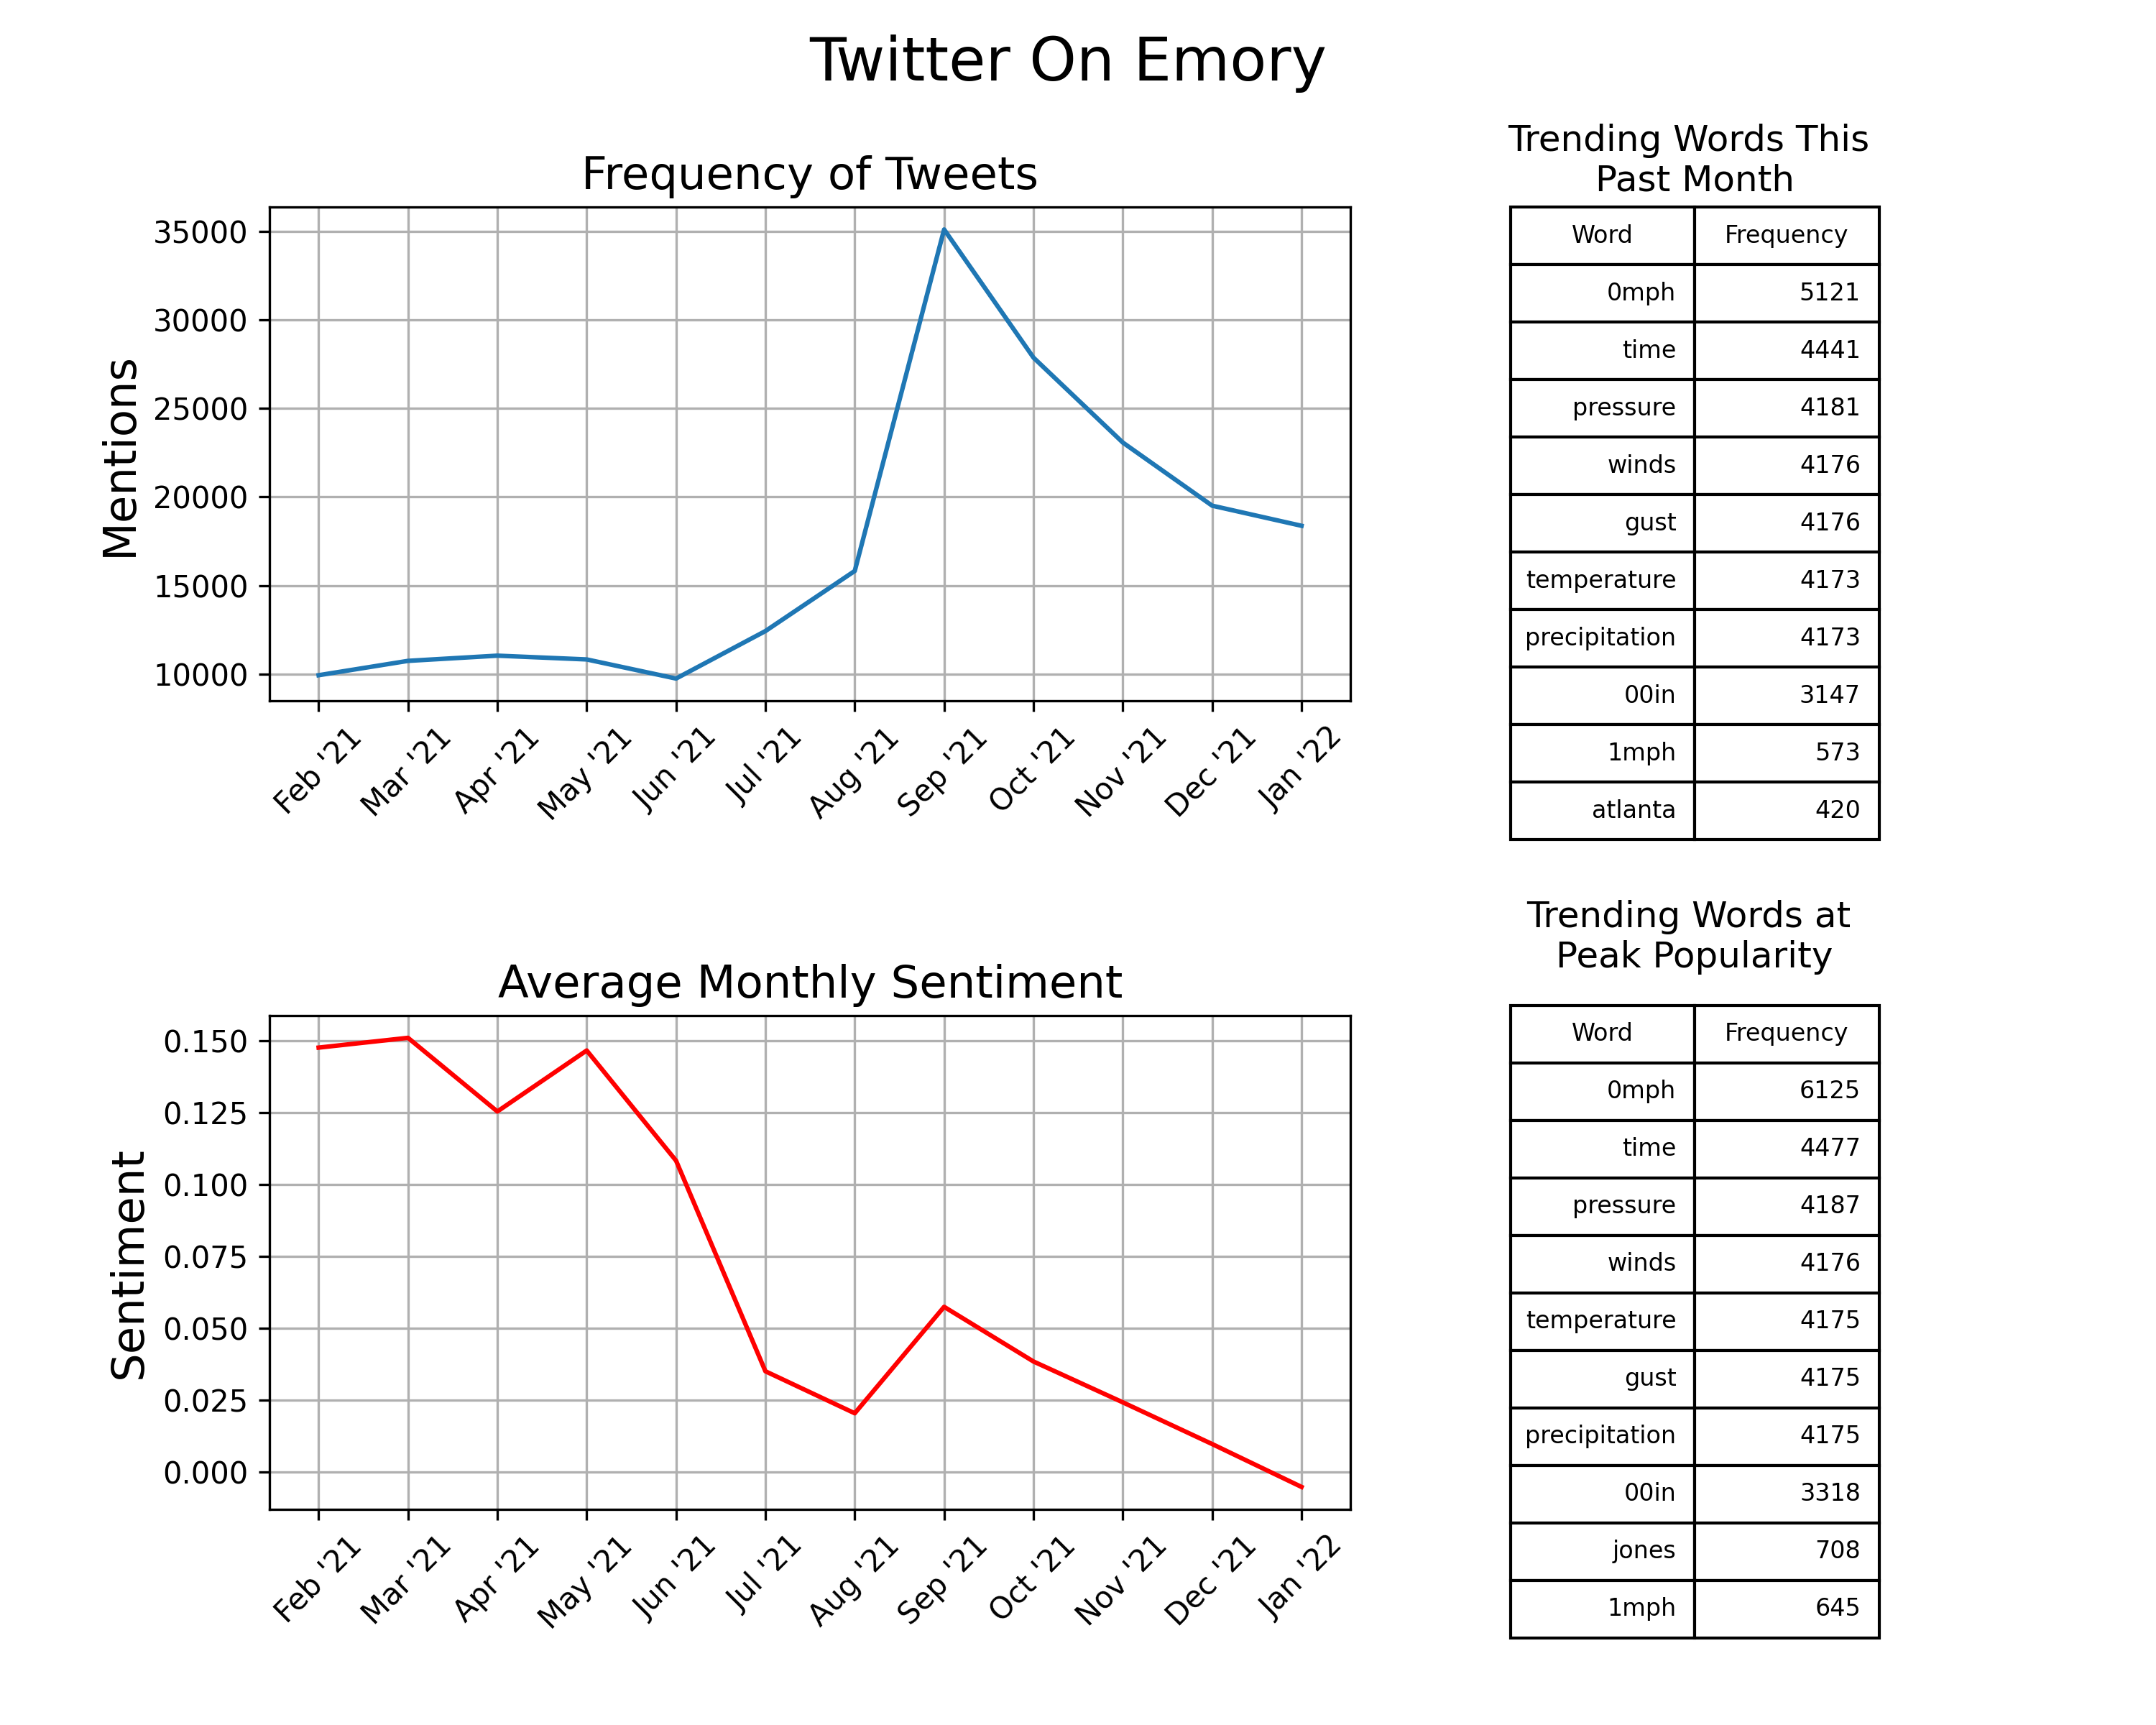 Twitter On Emory
Frequency of Tweets
Mentions
35000
30000
25000
20000
15000
10000
Feb '21 Mar '21 Apr '21 May '21 Jun '21 Jul '21 Aug '21 Sep '21 Oct '21 Nov '21 Dec '21 Jan '22
Trending Words This
Past Month
Word Frequency
0mph 5121
time 4441
pressure 4181
winds 4176
gust 4176
temperature 4173
precipitation 4173
00in 3147
1mph 573
atlanta 420
Average Monthly Sentiment
Sentiment
0.150
0.125
0.100
0.075
0.050
0.025
0.000
Feb '21 Mar '21 Apr '21 May '21 Jun '21 Jul '21 Aug '21 Sep '21 Oct '21 Nov '21 Dec '21 Jan '22
Trending Words at
Peak Popularity
Word Frequency
0mph 6125
time 4477
pressure 4187
winds 4176
temperature 4175
gust 4175
precipitation 4175
00in 3318
jones 708
1mph 645